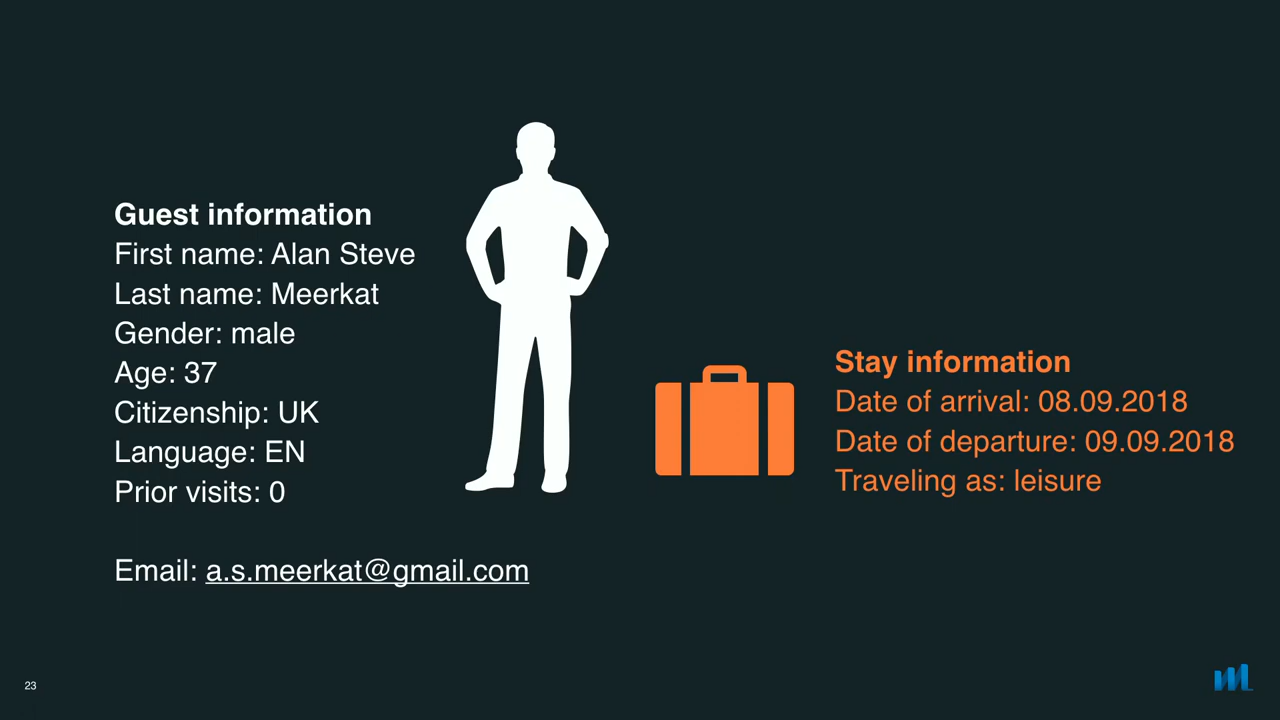 Guest information
First name: Alan Steve
Last name: Meerkat
Gender: male
Age: 37
Citizenship: UK
Language: EN
Prior visits: 0
Email: a.s.meerkat@gmail.com
Stay information
Date of arrival: 08.09.2018
Date of departure: 09.09.2018
Traveling as: leisure
23